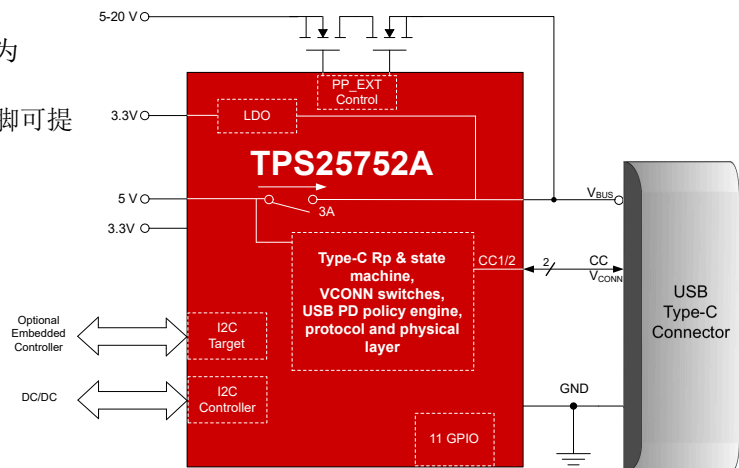 为
脚可提
5-20 V
PP_EXT
Control
3.3V
LDO
TPS25752A
5 V
3A
3.3V
VBUS
Type-C Rp & state
machine,
VCONN switches,
USB PD policy engine,
protocol and physical
layer
CC1/2
2
CC
VCONN
USB
Type-C
Connector
Optional
Embedded
Controller
I2C
Target
DC/DC
I2C
Controller
GND
11 GPIO